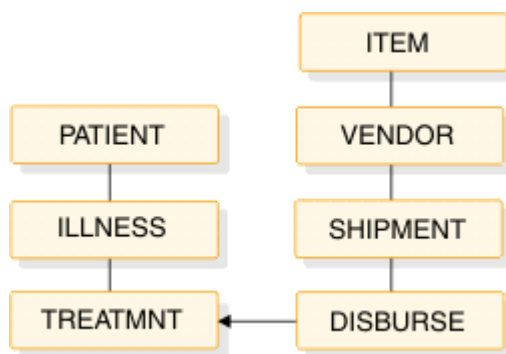 ITEM
PATIENT
VENDOR
ILLNESS
SHIPMENT
TREATMNT
DISBURSE